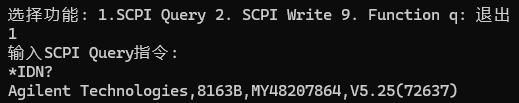 选择功能: 1.SCPI Query 2. SCPI Write 9. Function q: 退出
1
输入SCPI Query指令:
*IDN?
Agilent Technologies,8163B,MY48207864,V5.25(72637)